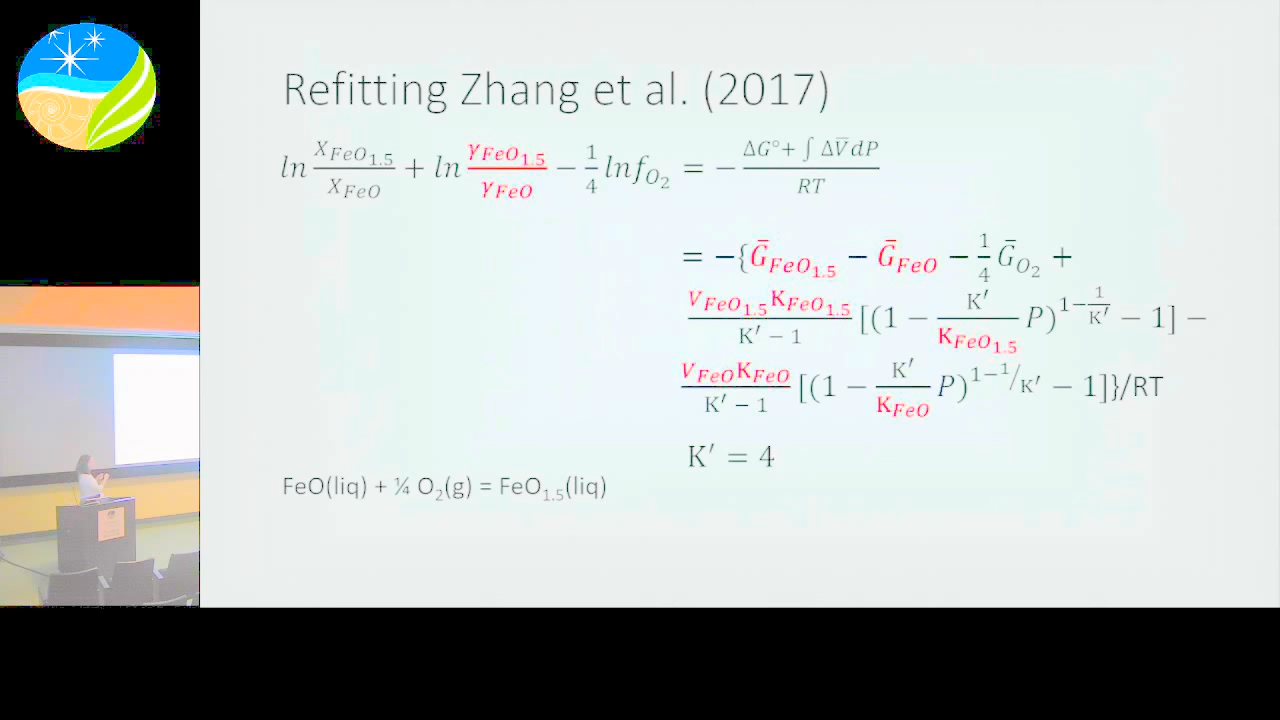 Refitting Zhang et al. (2017)
ln X_FeO1.5/X_FeO + ln γ_FeO1.5/γ_FeO − 1/4 lnf_O2 = − (ΔG° + ∫ ΔV̄dP)/RT
= −{Ḡ_FeO1.5 − Ḡ_FeO − 1/4 Ḡ_O2 +
V_FeO1.5 K_FeO1.5/(K′ − 1) [(1 − K′/K_FeO1.5 P)^(1−1/K′) − 1] −
V_FeO K_FeO/(K′ − 1) [(1 − K′/K_FeO P)^(1−1/K′) − 1]}/RT
K′ = 4
FeO(liq) + ¼ O2(g) = FeO1.5(liq)